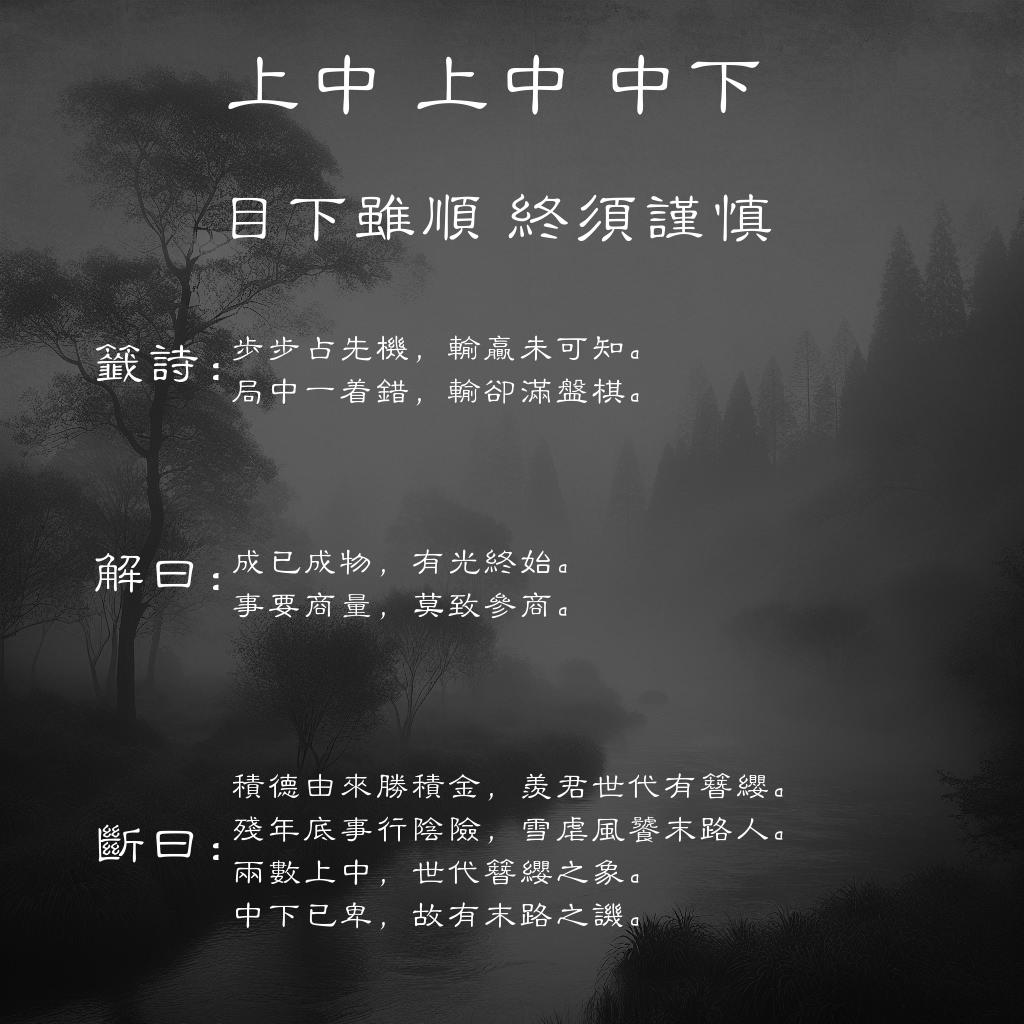 上中 上中 中下
目下雖順 終須謹慎
籤詩：
步步占先機，輸贏未可知。
局中一着錯，輸卻滿盤棋。
解曰：
成已成物，有光終始。
事要商量，莫致參商。
斷曰：
積德由來勝積金，羨君世代有簪纓。
殘年底事行陰險，雪虐風饕末路人。
兩數上中，世代簪纓之象。
中下已卑，故有末路之譏。